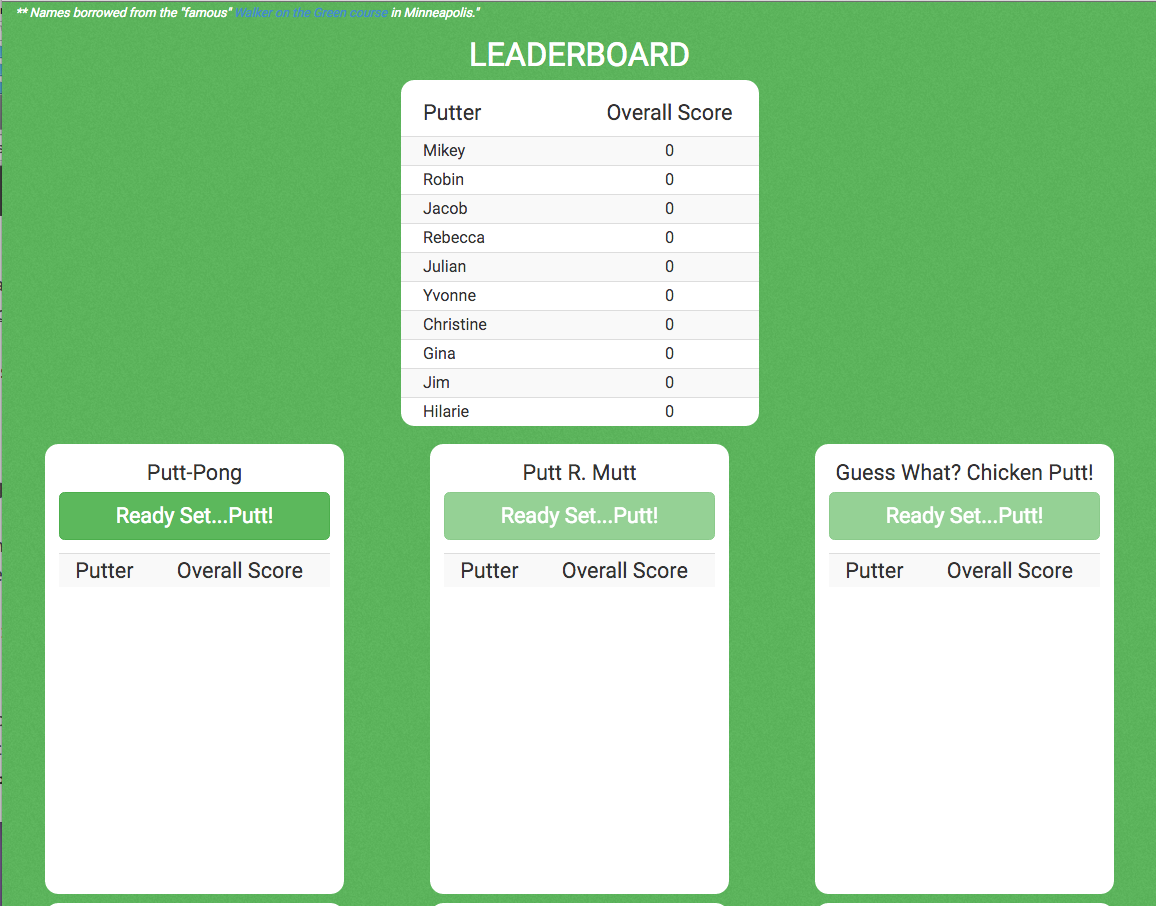 ** Names borrowed from the "famous" Walker on the Green course in Minneapolis."
LEADERBOARD
Putter Overall Score
Mikey 0
Robin 0
Jacob 0
Rebecca 0
Julian 0
Yvonne 0
Christine 0
Gina 0
Jim 0
Hilarie 0
Putt-Pong
Ready Set...Putt!
Putter Overall Score
Putt R. Mutt
Ready Set...Putt!
Putter Overall Score
Guess What? Chicken Putt!
Ready Set...Putt!
Putter Overall Score